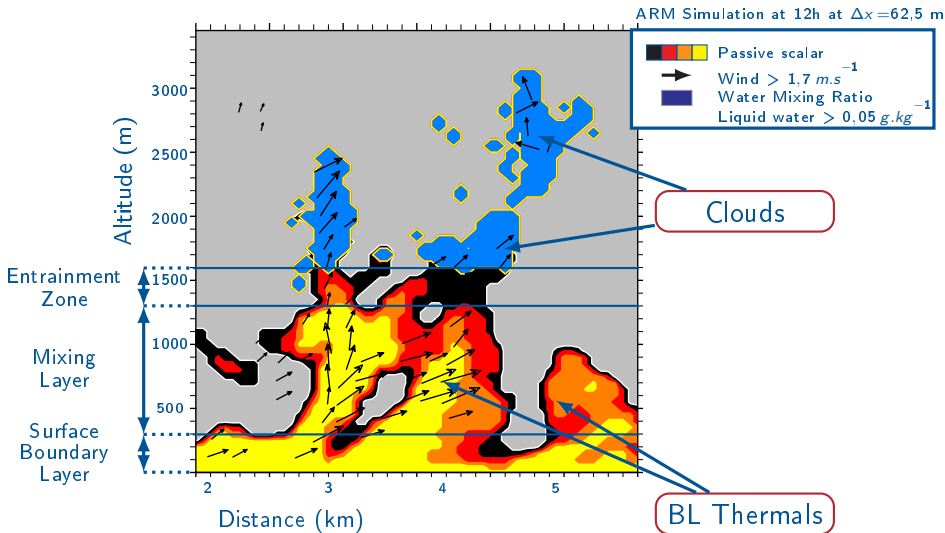 ARM Simulation at 12h at Δx=62,5 m
Passive scalar
Wind > 1,7 m.s⁻¹
Water Mixing Ratio
Liquid water > 0,05 g.kg⁻¹
Altitude (m)
3000
2500
2000
1500
1000
500
Entrainment
Zone
Mixing
Layer
Surface
Boundary
Layer
Clouds
BL Thermals
2 3 4 5
Distance (km)